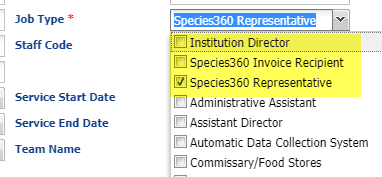 Job Type * Species360 Representative
Staff Code Institution Director
Species360 Invoice Recipient
Species360 Representative
Service Start Date Administrative Assistant
Service End Date Assistant Director
Automatic Data Collection System
Team Name
Commissary/Food Stores